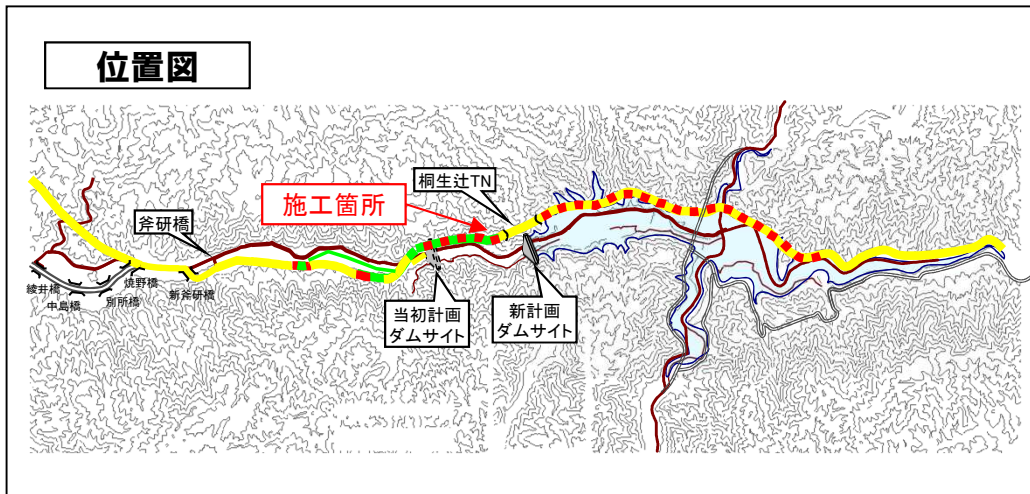 位置図
桐生辻TN
施工箇所
斧研橋
綾井橋
中島橋
別所橋
焼野橋
新斧研橋
当初計画
ダムサイト
新計画
ダムサイト